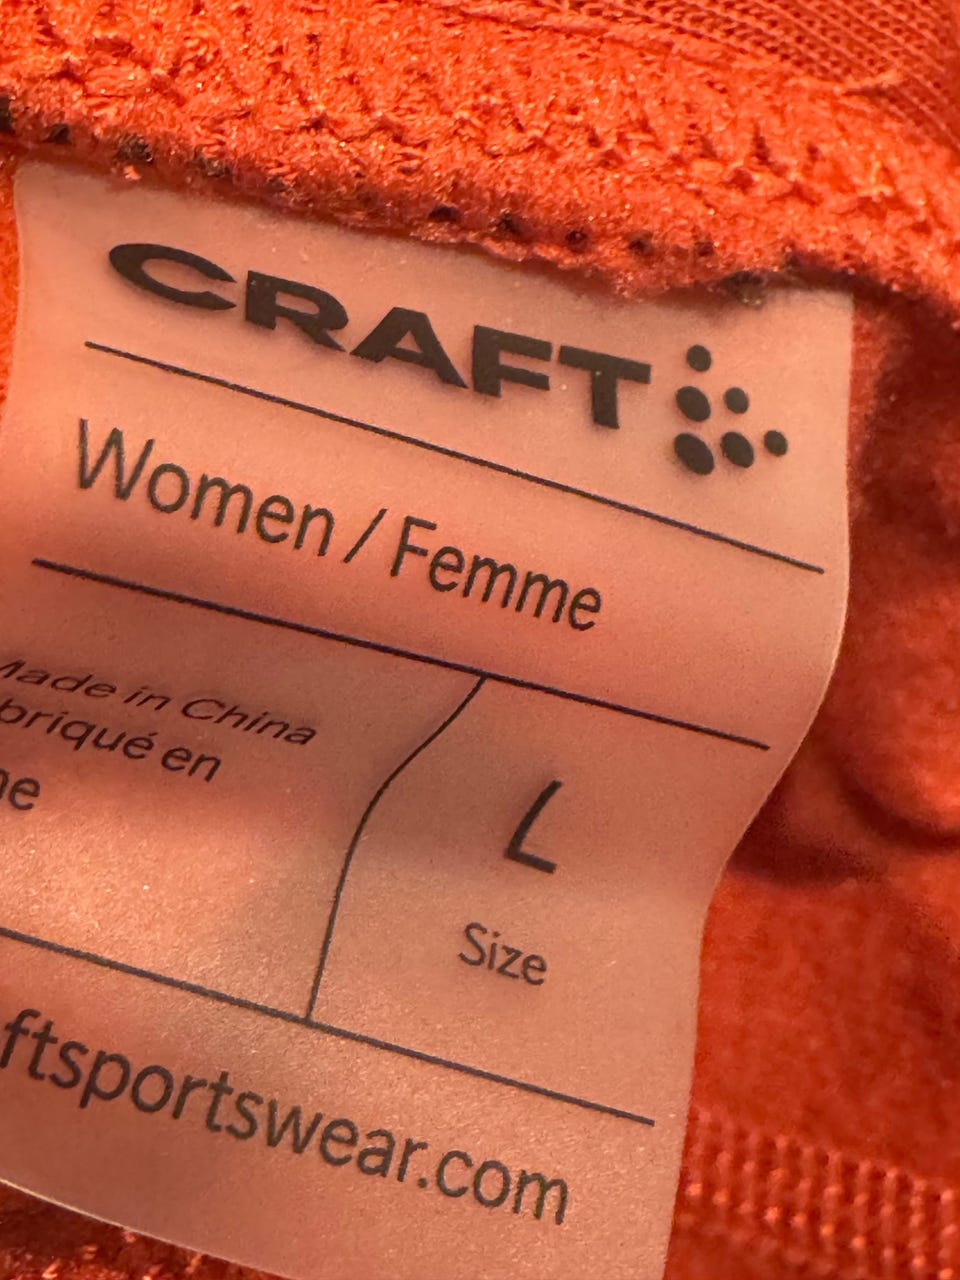 CRAFT
Women / Femme
Made in China
briqué en
ne
L
Size
ftsportswear.com